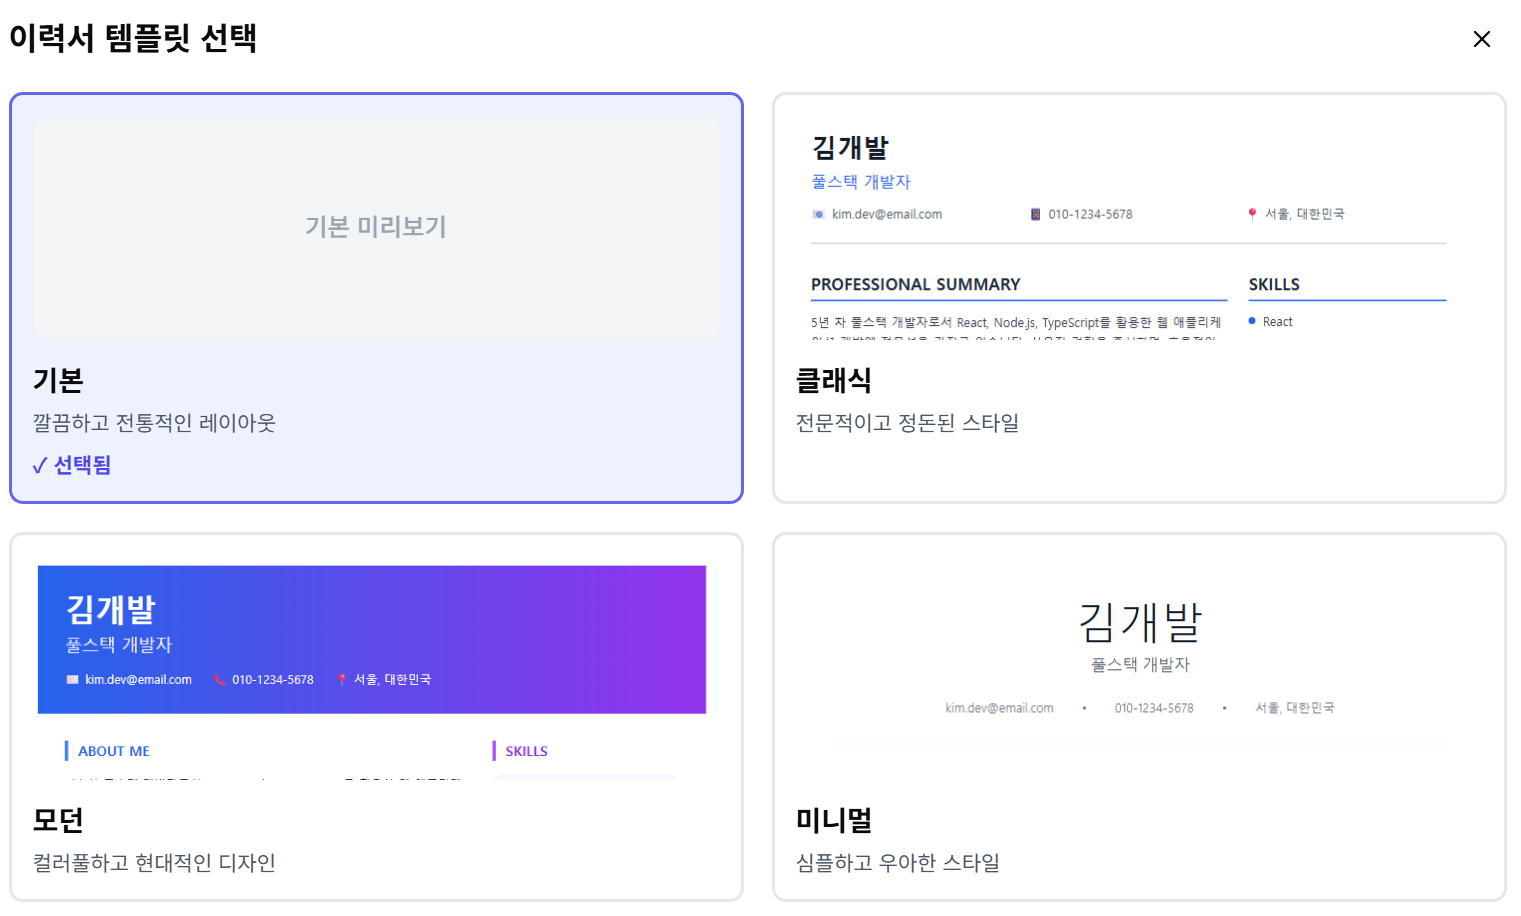 이력서 템플릿 선택
기본 미리보기
기본
깔끔하고 전통적인 레이아웃
✓ 선택됨
김개발
풀스택 개발자
kim.dev@email.com 010-1234-5678 서울, 대한민국
PROFESSIONAL SUMMARY SKILLS
5년 차 풀스택 개발자로서 React, Node.js, TypeScript를 활용한 웹 애플리케 • React
클래식
전문적이고 정돈된 스타일
김개발
풀스택 개발자
kim.dev@email.com 010-1234-5678 서울, 대한민국
ABOUT ME SKILLS
모던
컬러풀하고 현대적인 디자인
김개발
풀스택 개발자
kim.dev@email.com • 010-1234-5678 • 서울, 대한민국
미니멀
심플하고 우아한 스타일